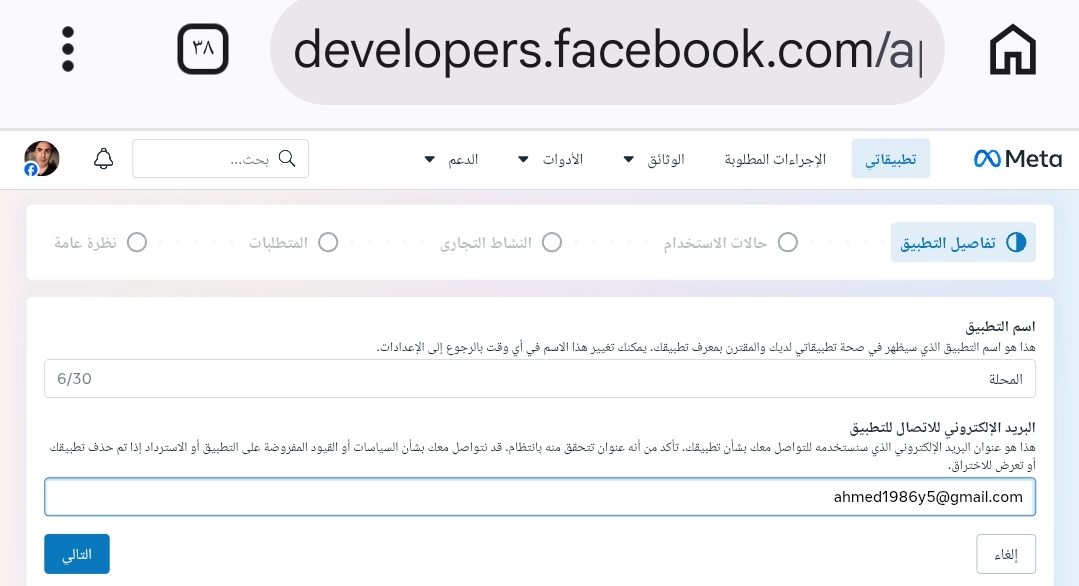 ٣٨
developers.facebook.com/a
Meta
تطبيقاتي
الإجراءات المطلوبة
الوثائق
الأدوات
الدعم
بحث...
تفاصيل التطبيق
حالات الاستخدام
النشاط التجاري
المتطلبات
نظرة عامة
اسم التطبيق
هذا هو اسم التطبيق الذي سيظهر في صحة تطبيقاتي لديك والمقترن بمعرف تطبيقك. يمكنك تغيير هذا الاسم في أي وقت بالرجوع إلى الإعدادات.
المحلة
6/30
البريد الإلكتروني للاتصال للتطبيق
هذا هو عنوان البريد الإلكتروني الذي سنستخدمه للتواصل معك بشأن تطبيقك. تأكد من أنه عنوان تتحقق منه بانتظام. قد نتواصل معك بشأن السياسات أو القيود المفروضة على التطبيق أو الاسترداد إذا تم حذف تطبيقك
أو تعرض للاختراق.
ahmed1986y5@gmail.com
إلغاء
التالي